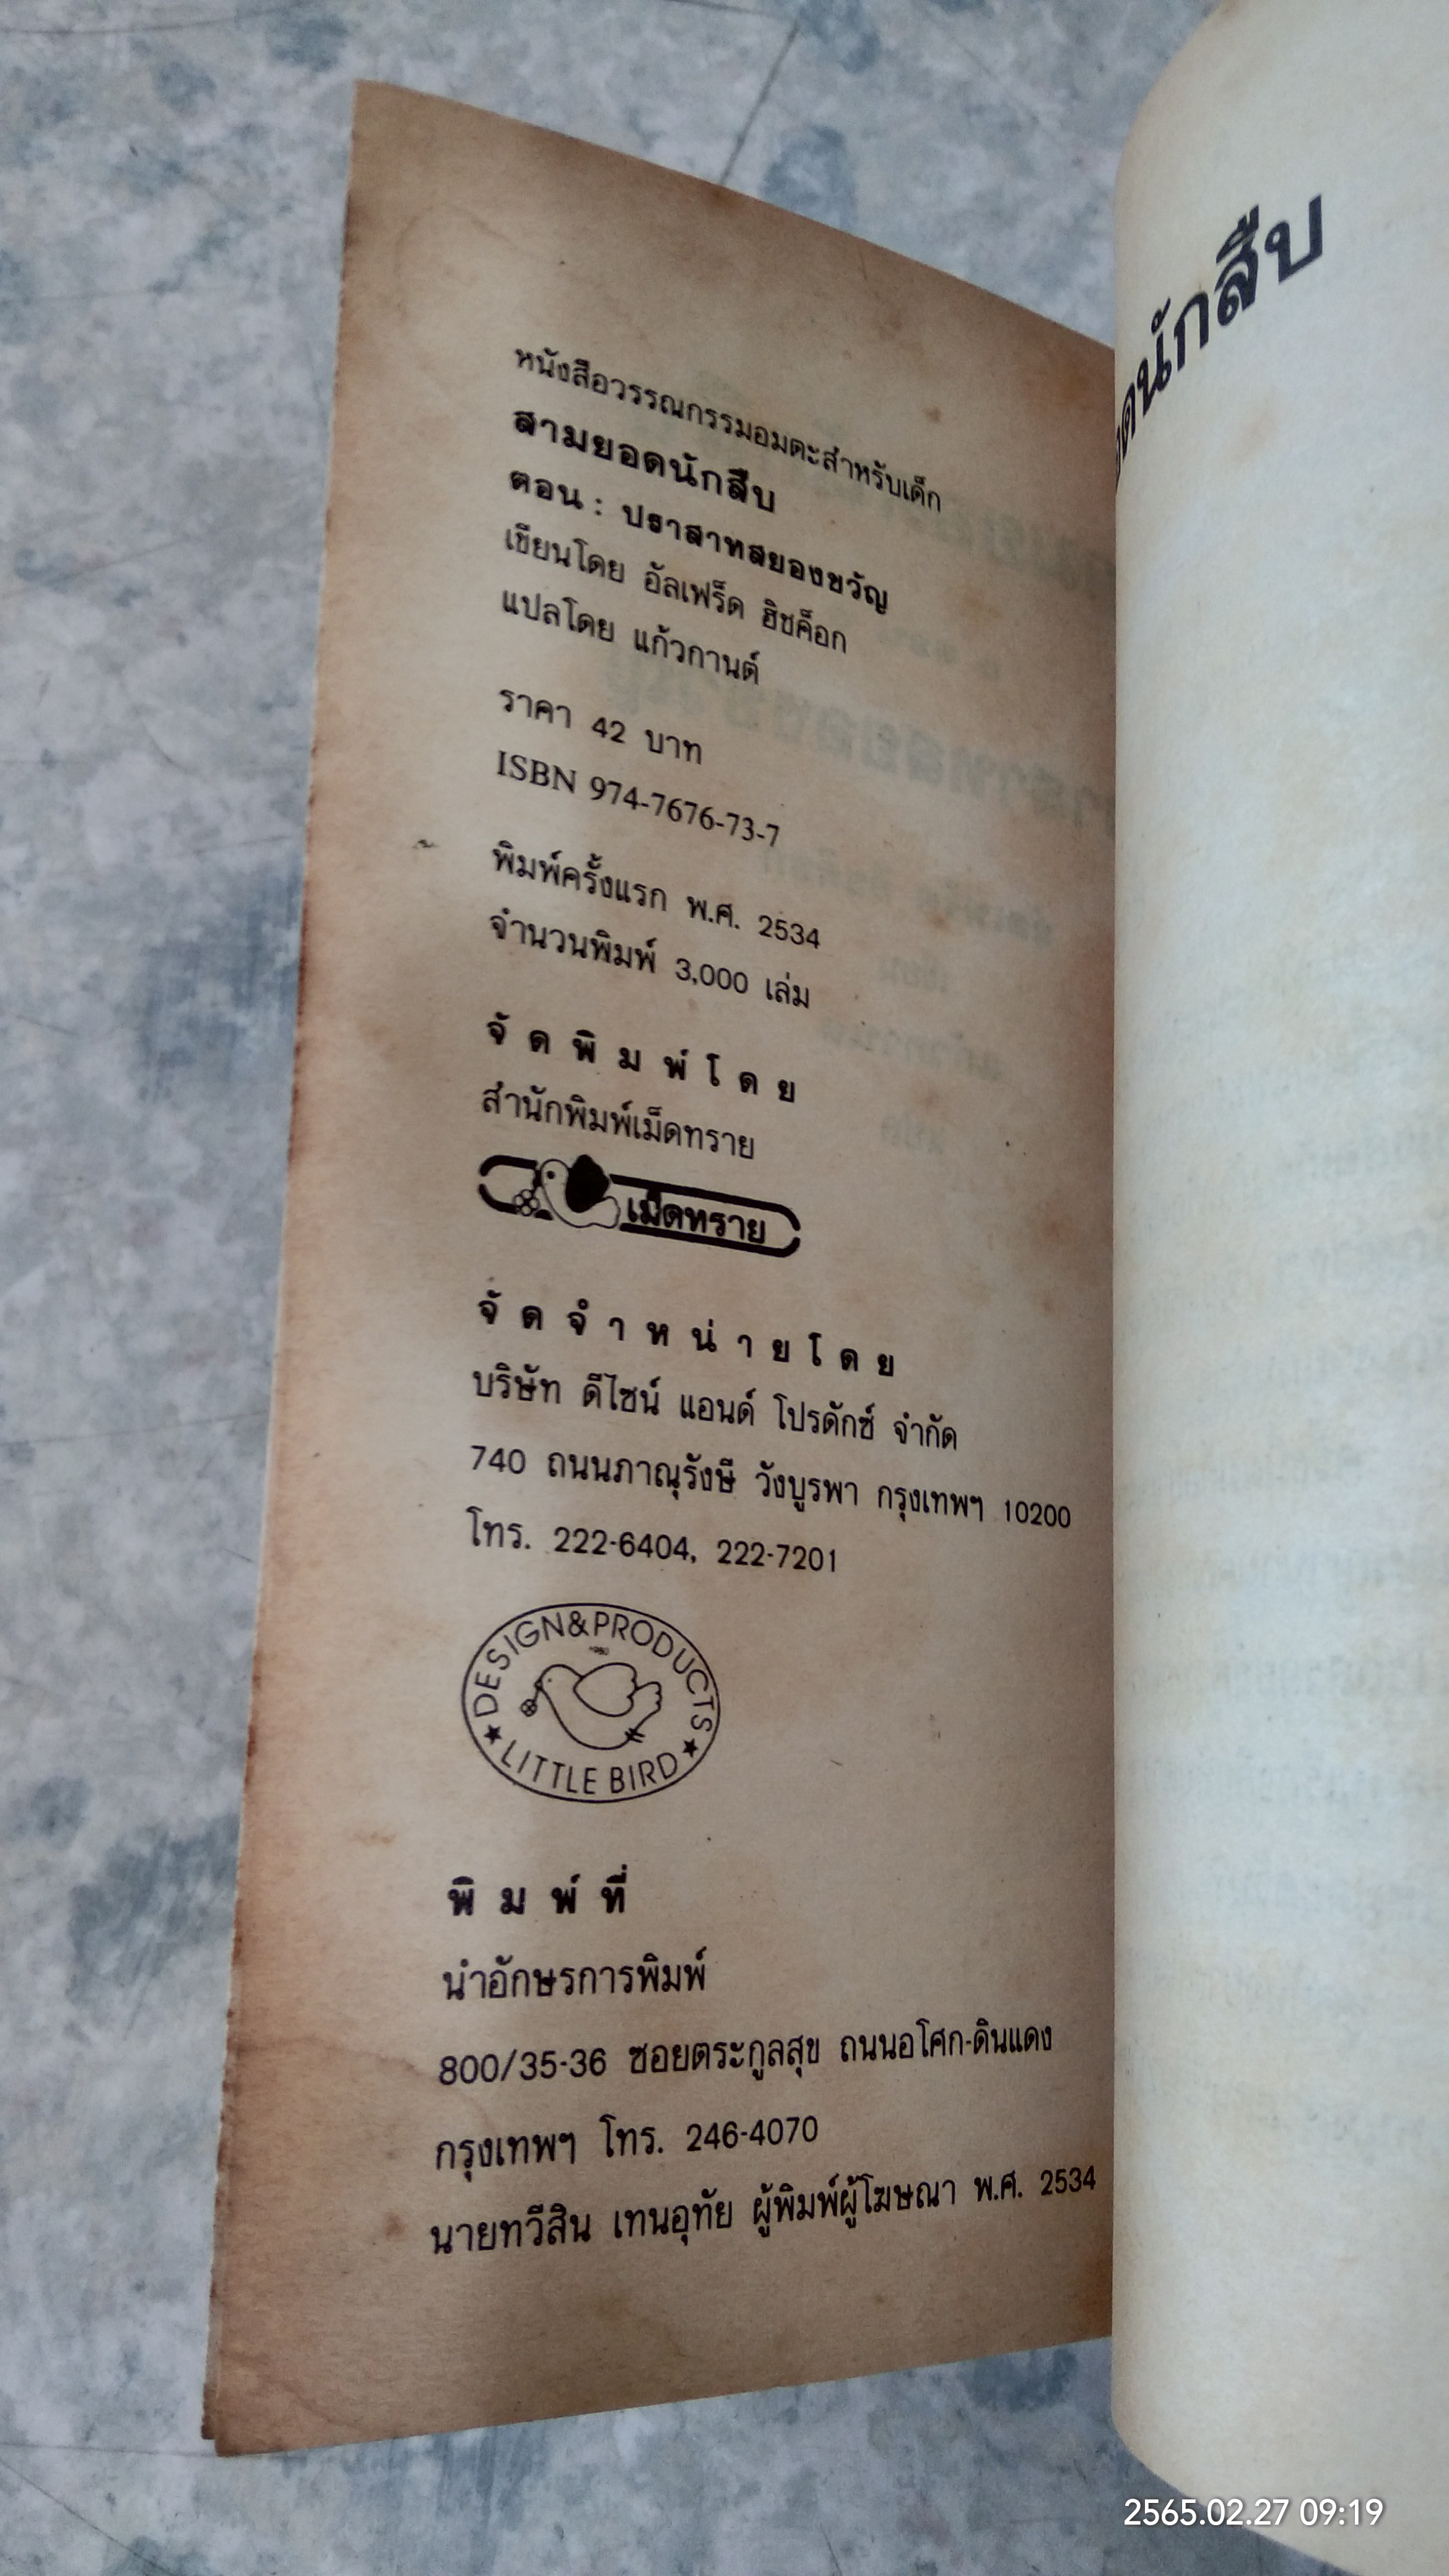 หนังสือวรรณกรรมอมตะสำหรับเด็ก
สามยอดนักสืบ
ตอน : ปราสาทสยองขวัญ
เขียนโดย อัลเฟร็ด ฮิชค็อก
แปลโดย แก้วกานต์
ราคา 42 บาท
ISBN 974-7676-73-7
พิมพ์ครั้งแรก พ.ศ. 2534
จำนวนพิมพ์ 3,000 เล่ม
จัดพิมพ์โดย
สำนักพิมพ์เม็ดทราย
เม็ดทราย
จัดจำหน่ายโดย
บริษัท ดีไซน์ แอนด์ โปรดักซ์ จำกัด
740 ถนนภาณุรังษี วังบูรพา กรุงเทพฯ 10200
โทร. 222-6404, 222-7201
DESIGN&PRODUCTS
★ LITTLE BIRD ★
พิมพ์ที่
นำอักษรการพิมพ์
800/35-36 ซอยตระกูลสุข ถนนอโศก-ดินแดง
กรุงเทพฯ โทร. 246-4070
นายทวีสิน เทนอุทัย ผู้พิมพ์ผู้โฆษณา พ.ศ. 2534
ดนักสืบ
2565.02.27 09:19